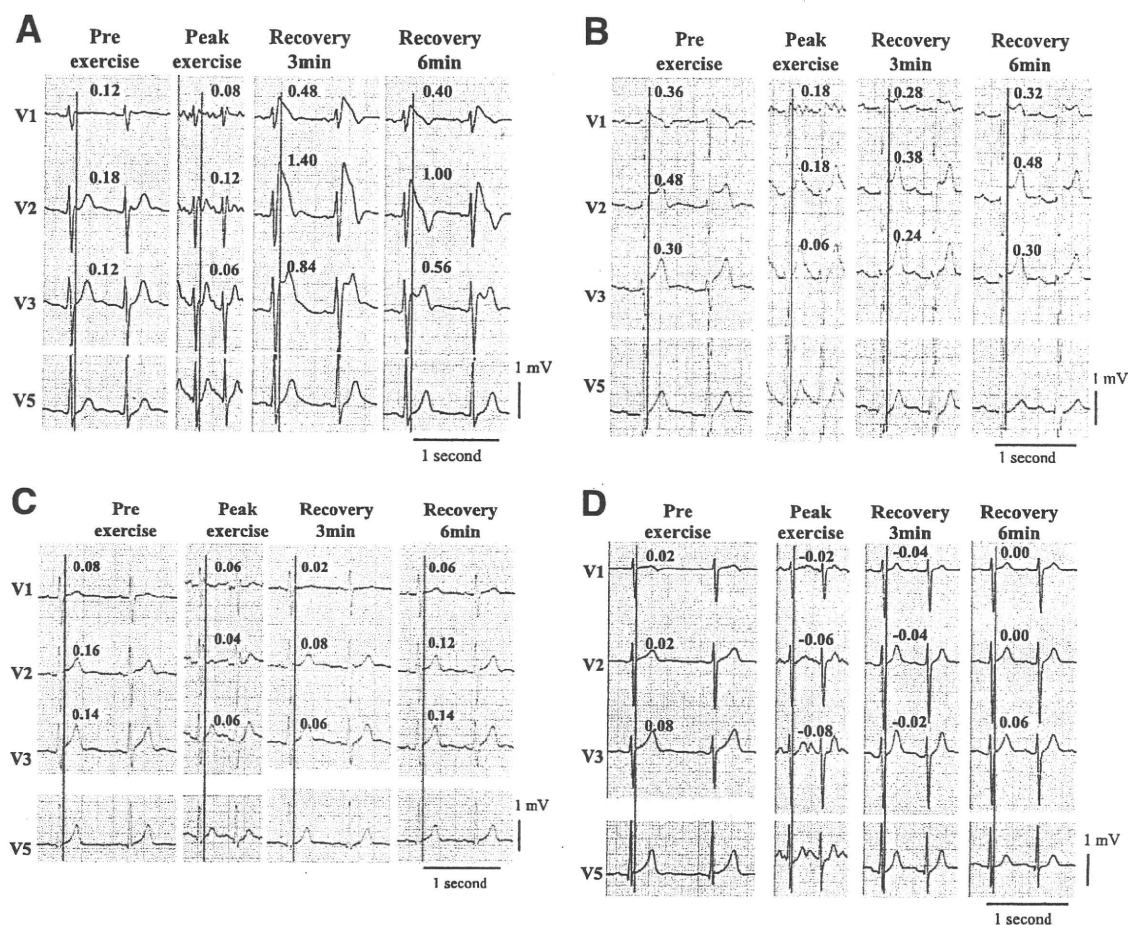 A
Pre exercise Peak exercise Recovery 3min Recovery 6min
V1 0.12 0.08 0.48 0.40
V2 0.18 0.12 1.40 1.00
V3 0.12 0.06 0.84 0.56
V5
1 mV
1 second
B
Pre exercise Peak exercise Recovery 3min Recovery 6min
V1 0.36 0.18 0.28 0.32
V2 0.48 0.18 0.38 0.48
V3 0.30 0.06 0.24 0.30
V5
1 mV
1 second
C
Pre exercise Peak exercise Recovery 3min Recovery 6min
V1 0.08 0.06 0.02 0.06
V2 0.16 0.04 0.08 0.12
V3 0.14 0.06 0.06 0.14
V5
1 mV
1 second
D
Pre exercise Peak exercise Recovery 3min Recovery 6min
V1 0.02 -0.02 -0.04 0.00
V2 0.02 -0.06 -0.04 0.00
V3 0.08 -0.08 -0.02 0.06
V5
1 mV
1 second